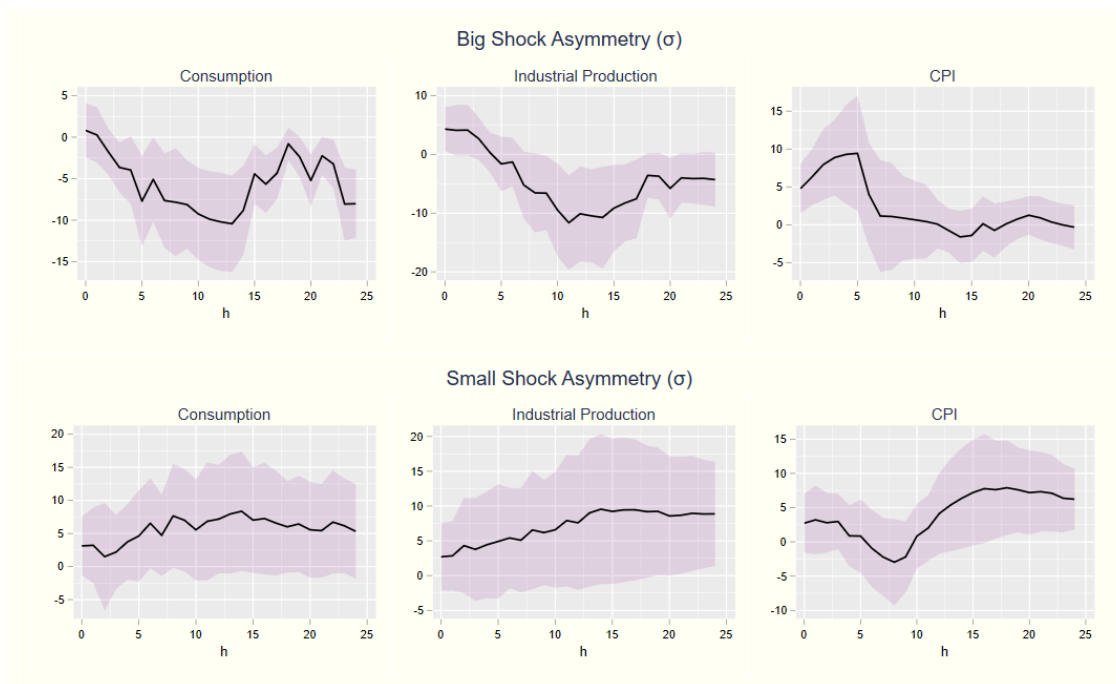 Big Shock Asymmetry (σ)
Consumption Industrial Production CPI
5 10 15
0 0 10
-5 -10 5
-10 -20 0
-15 -5
0 5 10 15 20 25 0 5 10 15 20 25 0 5 10 15 20 25
h h h
Small Shock Asymmetry (σ)
Consumption Industrial Production CPI
20 20 15
15 15 10
10 10 5
5 5 0
0 0 -5
-5 -5 -10
0 5 10 15 20 25 0 5 10 15 20 25 0 5 10 15 20 25
h h h